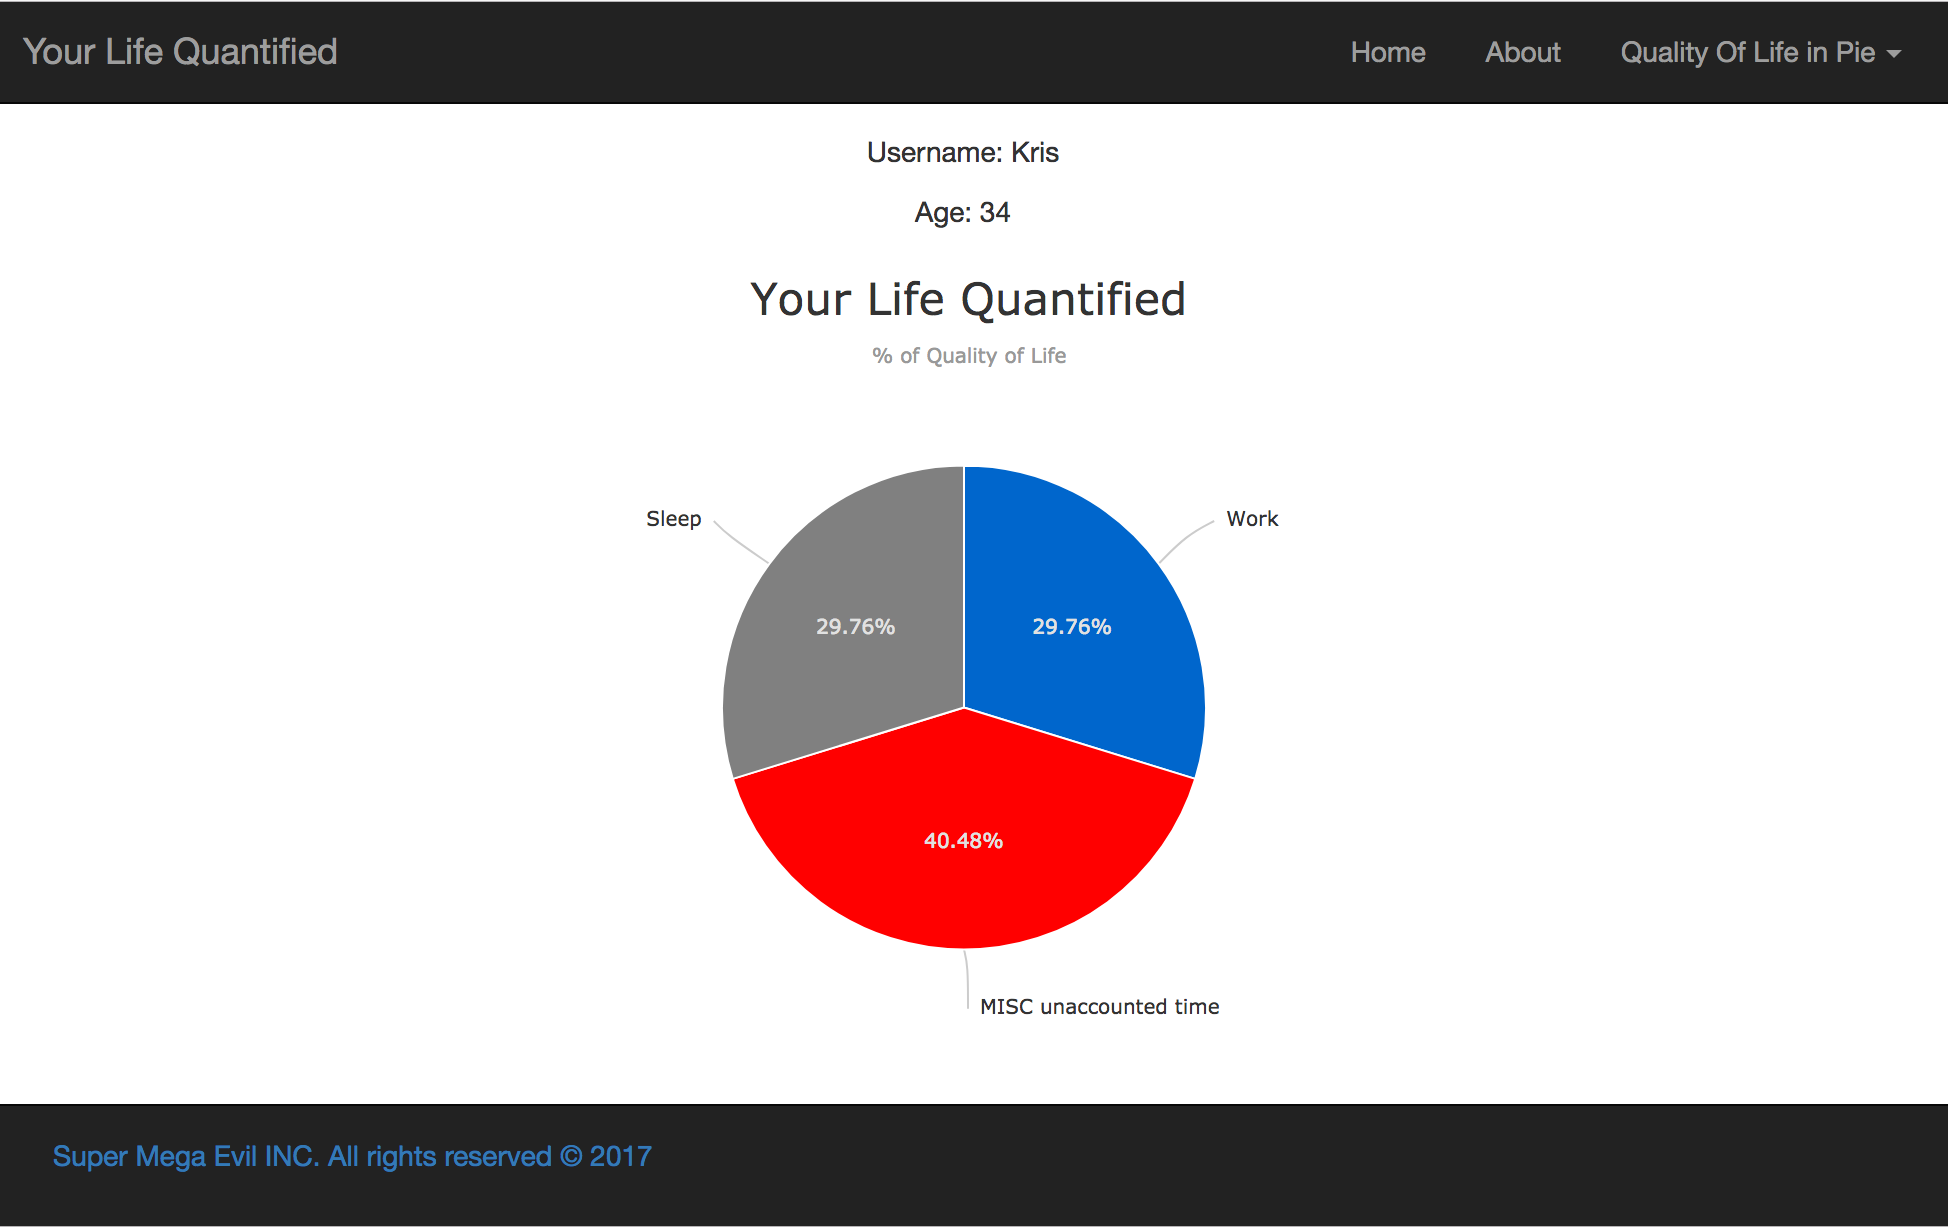 Your Life Quantified Home About Quality Of Life in Pie
Username: Kris
Age: 34
Your Life Quantified
% of Quality of Life
Sleep Work
29.76% 29.76%
40.48%
MISC unaccounted time
Super Mega Evil INC. All rights reserved © 2017